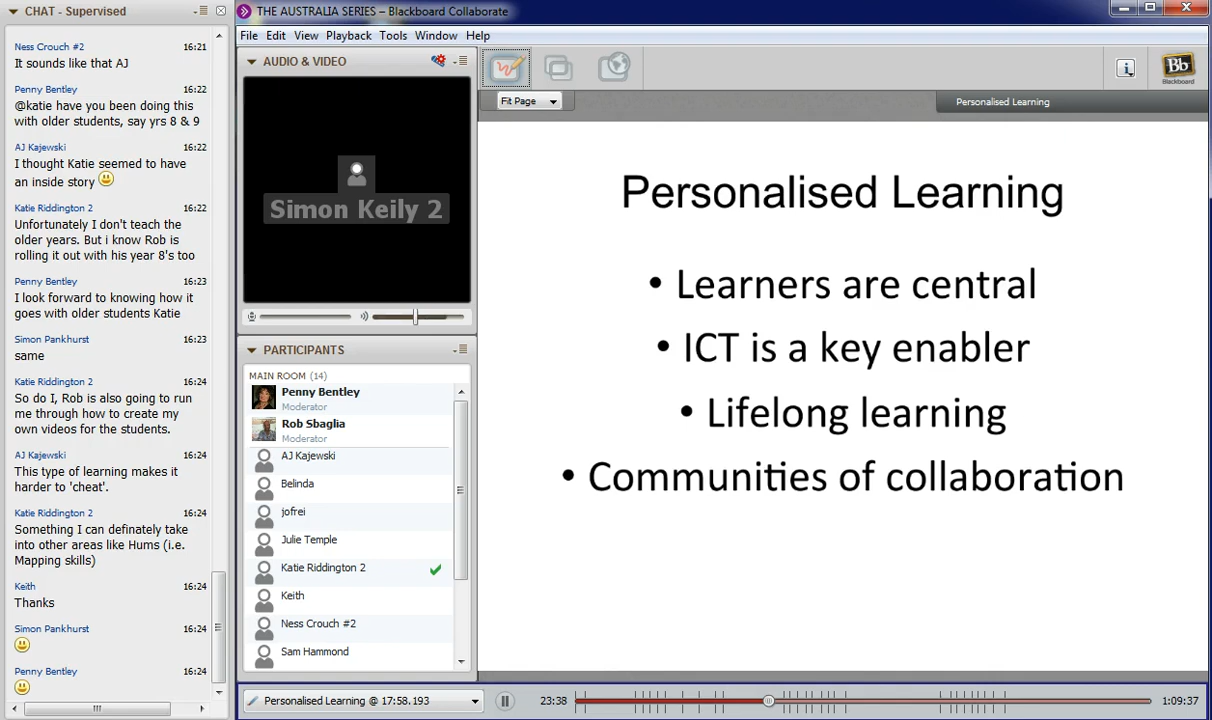 CHAT - Supervised
Ness Crouch #2 16:21
It sounds like that AJ
Penny Bentley 16:22
@katie have you been doing this
with older students, say yrs 8 & 9
AJ Kajewski 16:22
I thought Katie seemed to have
an inside story
Katie Riddington 2 16:22
Unfortunately I don't teach the
older years. But i know Rob is
rolling it out with his year 8's too
Penny Bentley 16:23
I look forward to knowing how it
goes with older students Katie
Simon Pankhurst 16:23
same
Katie Riddington 2 16:24
So do I, Rob is also going to run
me through how to create my
own videos for the students.
AJ Kajewski 16:24
This type of learning makes it
harder to 'cheat'.
Katie Riddington 2 16:24
Something I can definately take
into other areas like Hums (i.e.
Mapping skills)
Keith 16:24
Thanks
Simon Pankhurst 16:24
Penny Bentley 16:24
THE AUSTRALIA SERIES – Blackboard Collaborate
File Edit View Playback Tools Window Help
AUDIO & VIDEO
Simon Keily 2
PARTICIPANTS
MAIN ROOM (14)
Penny Bentley
Moderator
Rob Sbaglia
Moderator
AJ Kajewski
Belinda
jofrei
Julie Temple
Katie Riddington 2
Keith
Ness Crouch #2
Sam Hammond
Fit Page
Personalised Learning
Bb
Blackboard
Personalised Learning
• Learners are central
• ICT is a key enabler
• Lifelong learning
• Communities of collaboration
Personalised Learning @ 17:58.193
23:38
1:09:37